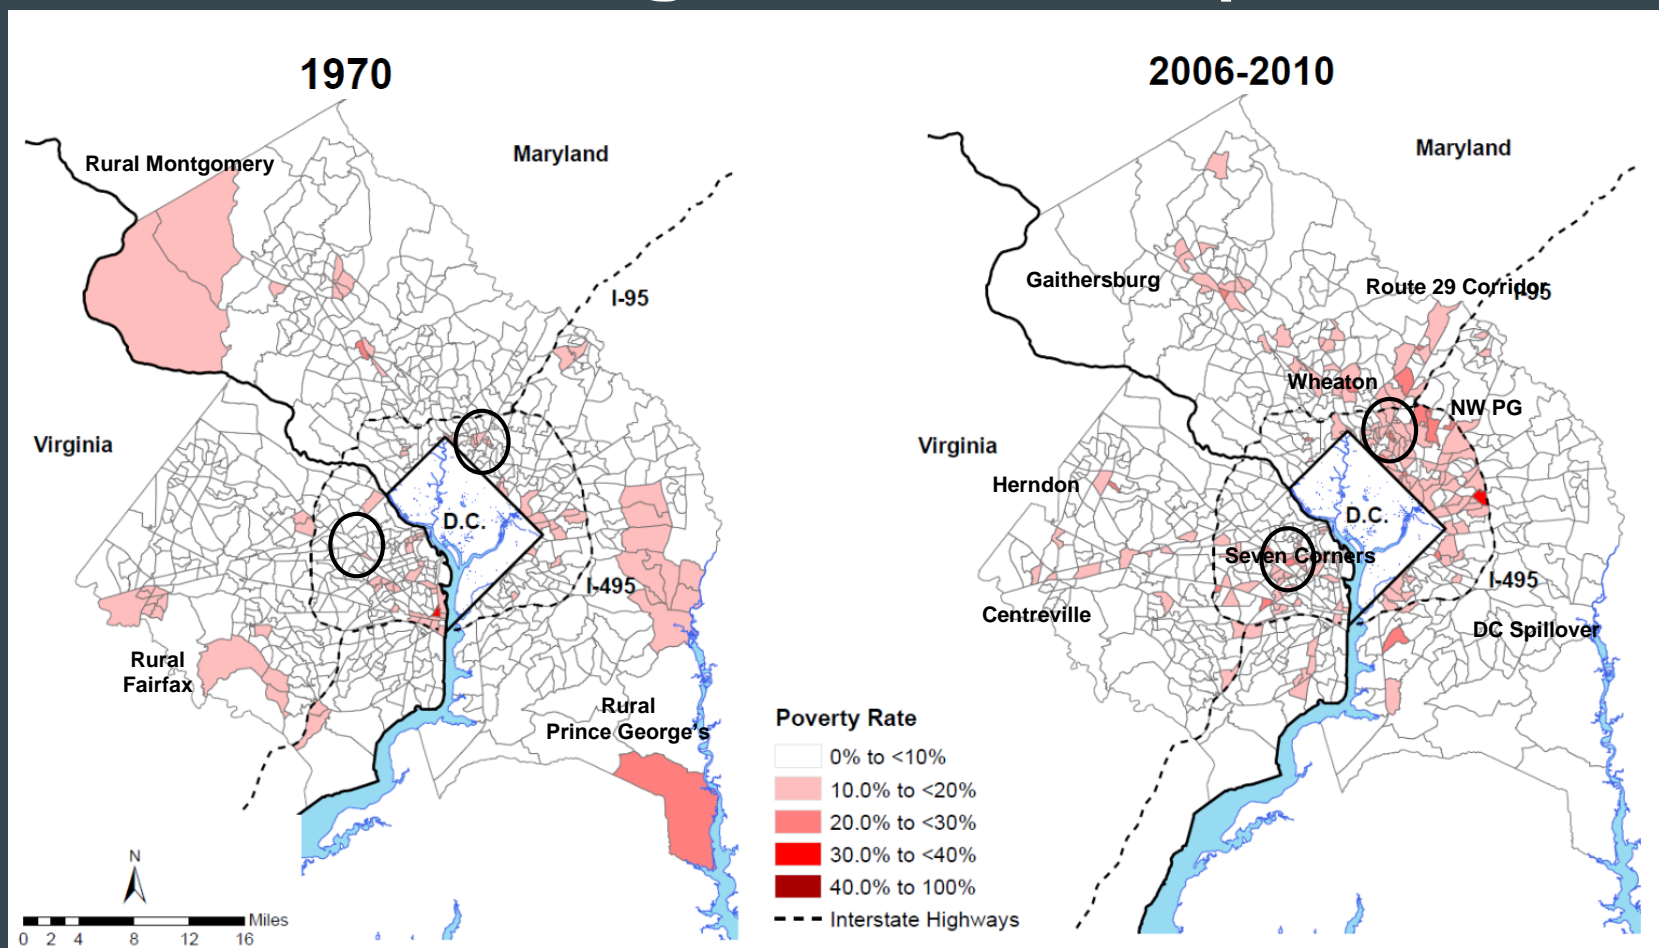 1970
2006-2010
Rural Montgomery
Maryland
I-95
Virginia
D.C.
I-495
Rural
Fairfax
Rural
Prince George's
N
Miles
0 2 4 8 12 16
Maryland
Gaithersburg
Route 29 Corridor
I-95
Wheaton
NW PG
Virginia
Herndon
D.C.
Seven Corners
I-495
Centreville
DC Spillover
Poverty Rate
0% to <10%
10.0% to <20%
20.0% to <30%
30.0% to <40%
40.0% to 100%
Interstate Highways